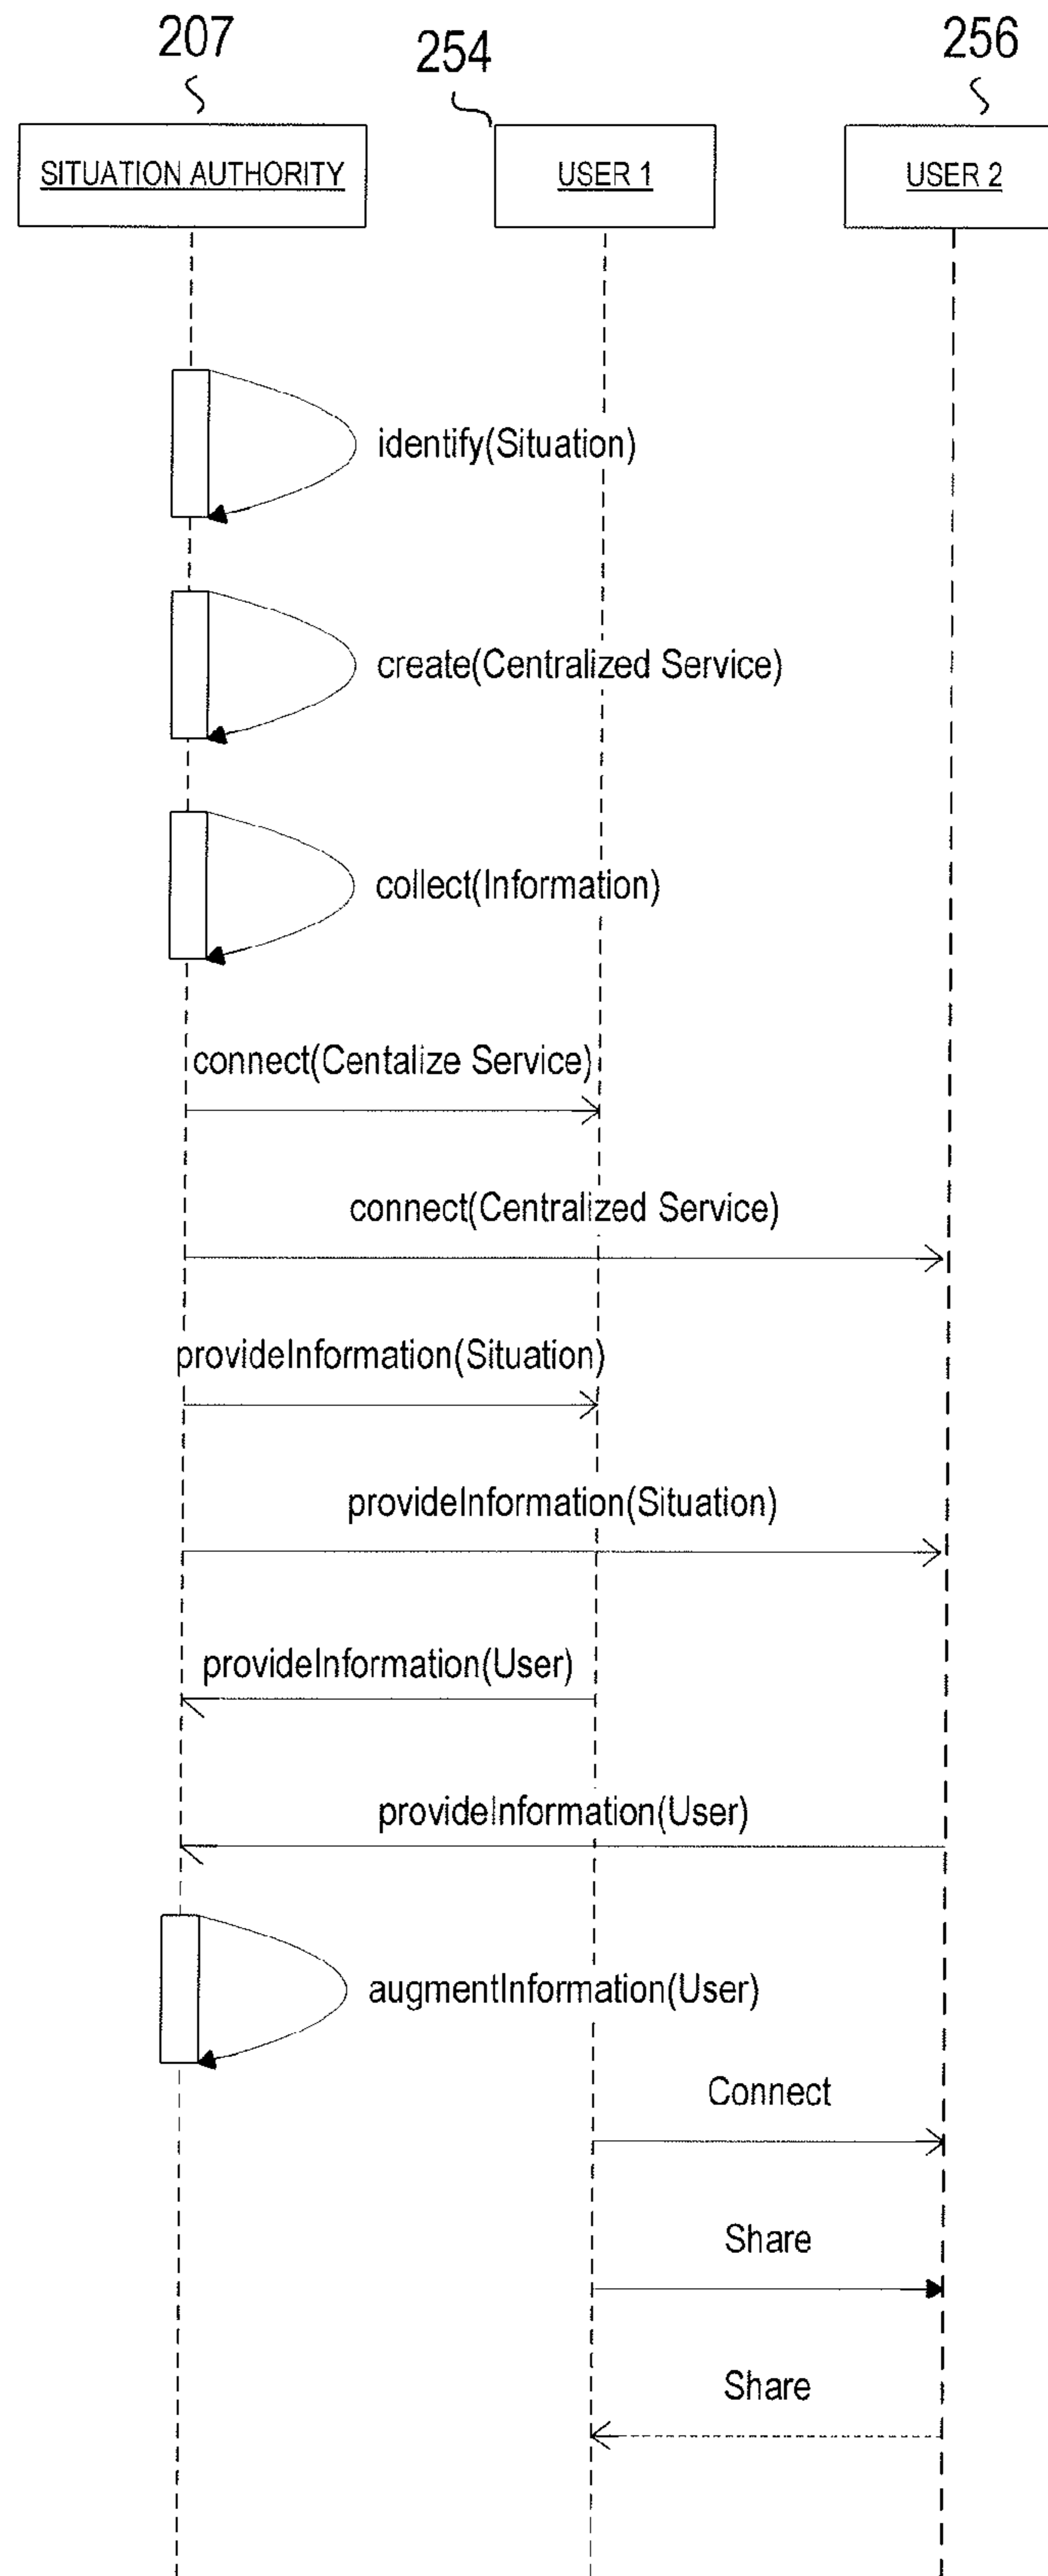 207
254
256
SITUATION AUTHORITY
USER 1
USER 2
identify(Situation)
create(Centralized Service)
collect(Information)
connect(Centalize Service)
connect(Centralized Service)
provideInformation(Situation)
provideInformation(Situation)
provideInformation(User)
provideInformation(User)
augmentInformation(User)
Connect
Share
Share